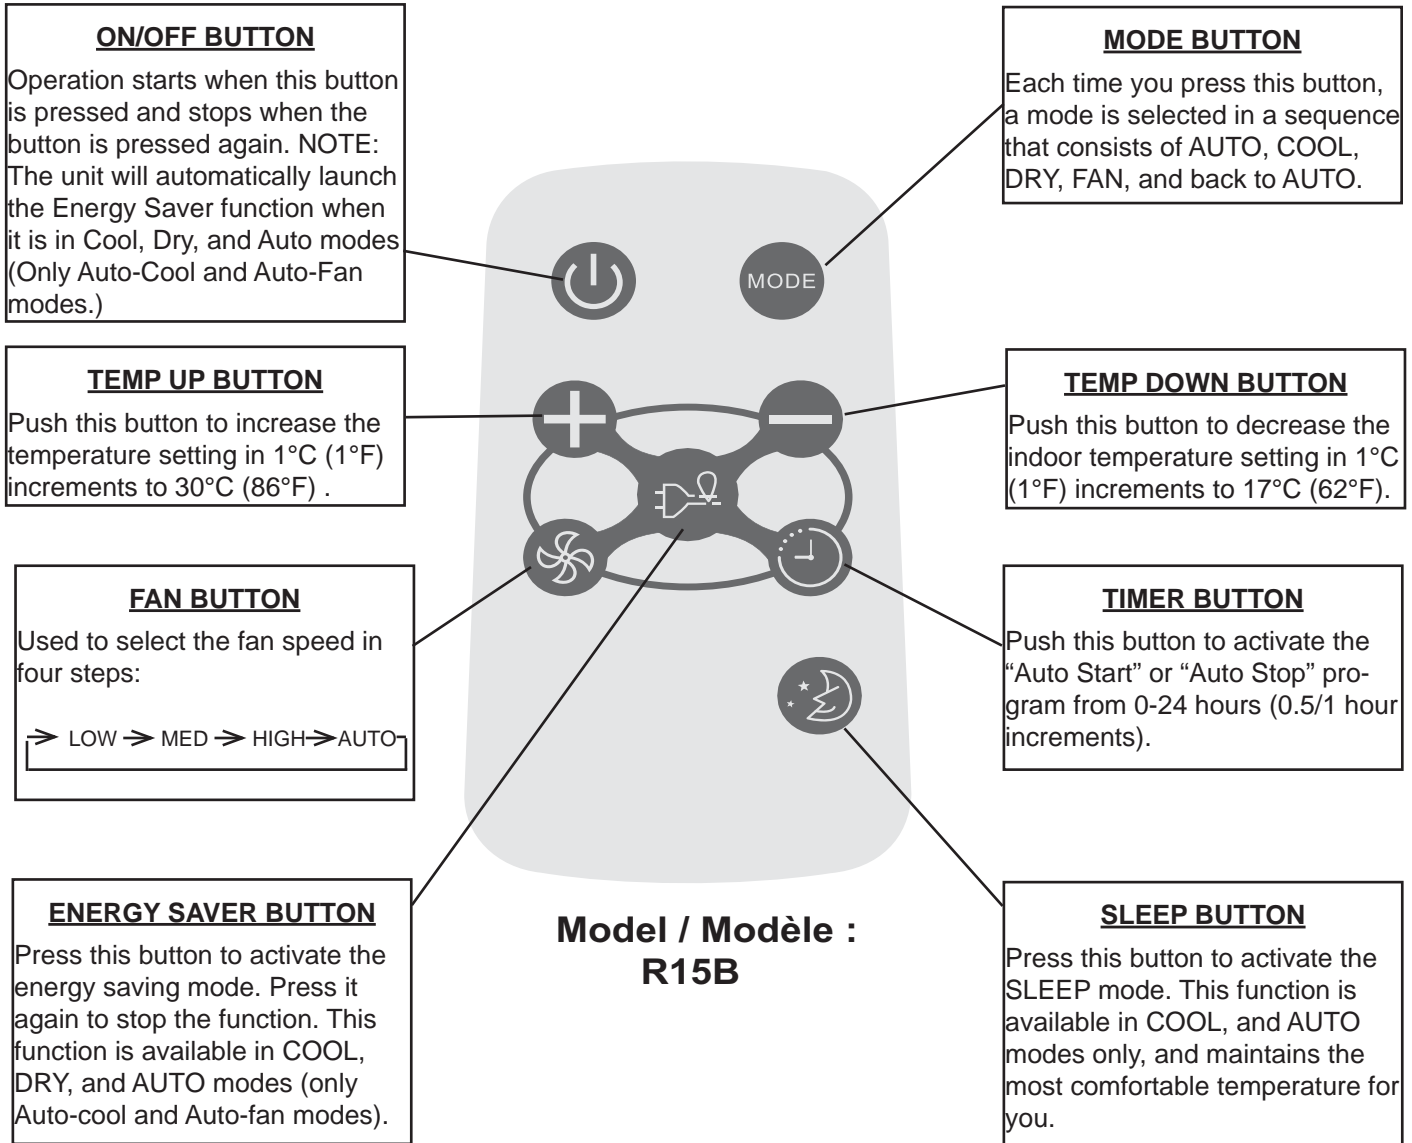 ON/OFF BUTTON
Operation starts when this button
is pressed and stops when the
button is pressed again. NOTE:
The unit will automatically launch
the Energy Saver function when
it is in Cool, Dry, and Auto modes
(Only Auto-Cool and Auto-Fan
modes.)
MODE BUTTON
Each time you press this button,
a mode is selected in a sequence
that consists of AUTO, COOL,
DRY, FAN, and back to AUTO.
MODE
TEMP UP BUTTON
Push this button to increase the
temperature setting in 1°C (1°F)
increments to 30°C (86°F) .
TEMP DOWN BUTTON
Push this button to decrease the
indoor temperature setting in 1°C
(1°F) increments to 17°C (62°F).
FAN BUTTON
Used to select the fan speed in
four steps:
LOW MED HIGH AUTO
TIMER BUTTON
Push this button to activate the
“Auto Start” or “Auto Stop” pro-
gram from 0-24 hours (0.5/1 hour
increments).
ENERGY SAVER BUTTON
Press this button to activate the
energy saving mode. Press it
again to stop the function. This
function is available in COOL,
DRY, and AUTO modes (only
Auto-cool and Auto-fan modes).
Model / Modèle :
R15B
SLEEP BUTTON
Press this button to activate the
SLEEP mode. This function is
available in COOL, and AUTO
modes only, and maintains the
most comfortable temperature for
you.